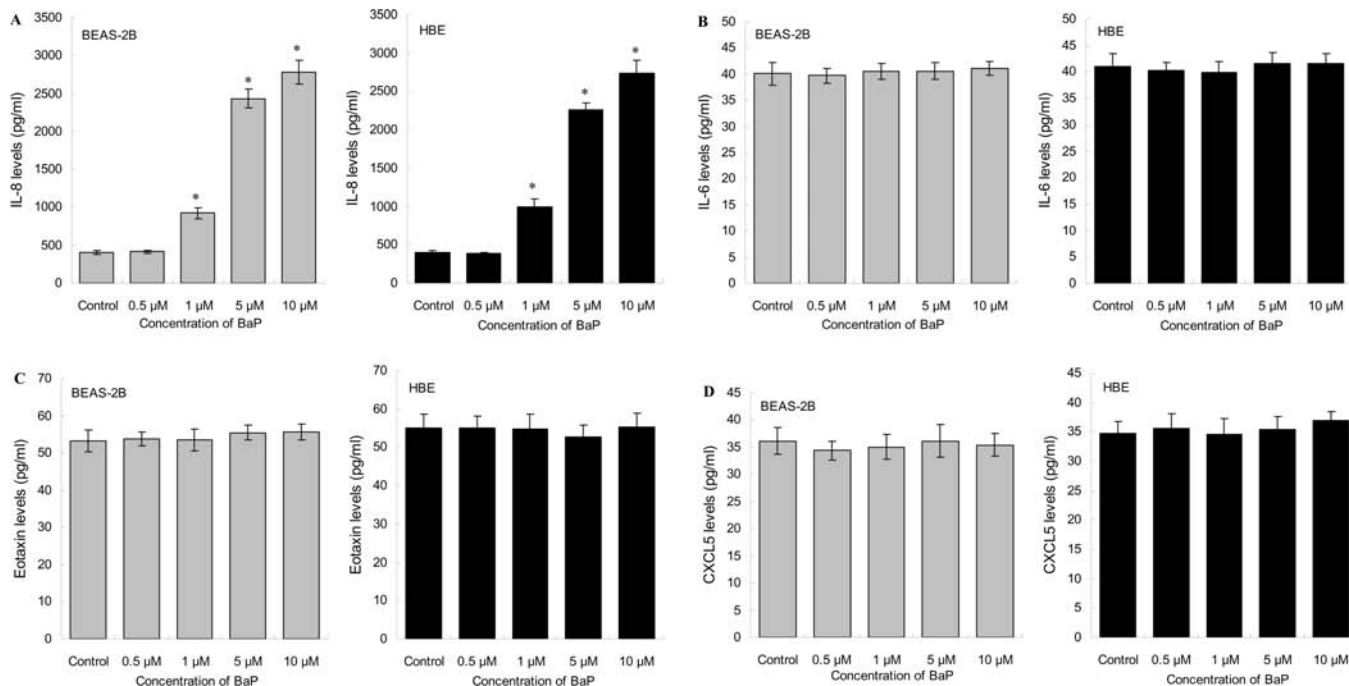 A
BEAS-2B
IL-8 levels (pg/ml)
3500
3000
2500
2000
1500
1000
500
0
*
*
*
Control 0.5 µM 1 µM 5 µM 10 µM
Concentration of BaP
HBE
IL-8 levels (pg/ml)
3500
3000
2500
2000
1500
1000
500
0
*
*
*
Control 0.5 µM 1 µM 5 µM 10 µM
Concentration of BaP
B
BEAS-2B
IL-6 levels (pg/ml)
50
45
40
35
30
25
20
15
10
5
0
Control 0.5 µM 1 µM 5 µM 10 µM
Concentration of BaP
HBE
IL-6 levels (pg/ml)
50
45
40
35
30
25
20
15
10
5
0
Control 0.5 µM 1 µM 5 µM 10 µM
Concentration of BaP
C
BEAS-2B
Eotaxin levels (pg/ml)
70
60
50
40
30
20
10
0
Control 0.5 µM 1 µM 5 µM 10 µM
Concentration of BaP
HBE
Eotaxin levels (pg/ml)
70
60
50
40
30
20
10
0
Control 0.5 µM 1 µM 5 µM 10 µM
Concentration of BaP
D
BEAS-2B
CXCL5 levels (pg/ml)
45
40
35
30
25
20
15
10
5
0
Control 0.5 µM 1 µM 5 µM 10 µM
Concentration of BaP
HBE
CXCL5 levels (pg/ml)
45
40
35
30
25
20
15
10
5
0
Control 0.5 µM 1 µM 5 µM 10 µM
Concentration of BaP